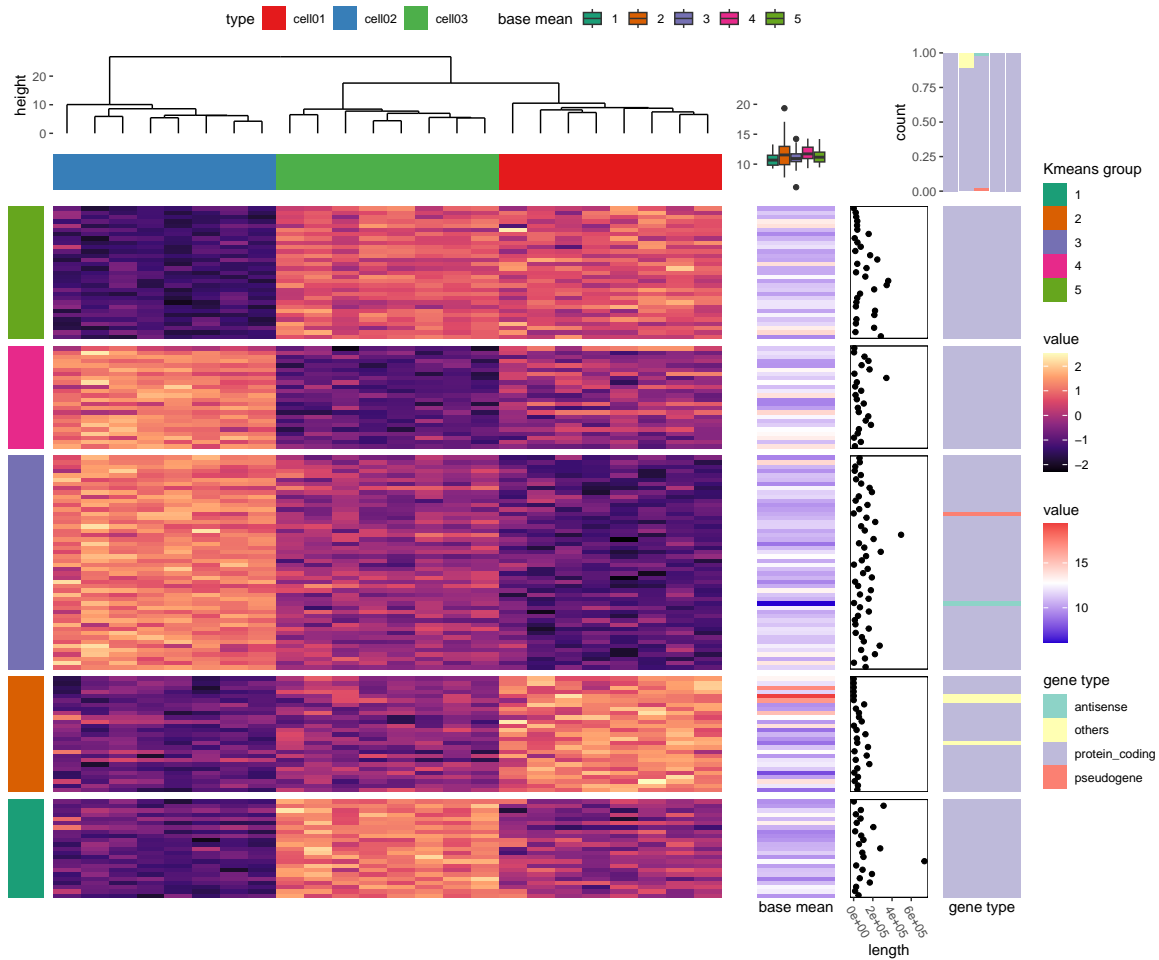 type cell01 cell02 cell03 base mean 1 2 3 4 5
height
20
10
0
20
15
10
count
1.00
0.75
0.50
0.25
0.00
Kmeans group
1
2
3
4
5
value
2
1
0
−1
−2
value
15
10
gene type
antisense
others
protein_coding
pseudogene
base mean
0e+00
2e+05
4e+05
6e+05
length
gene type